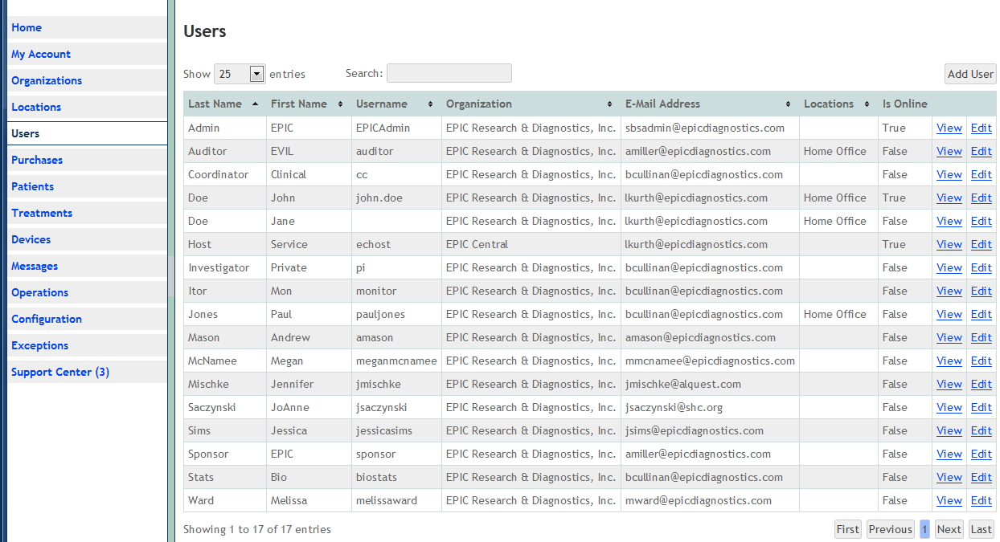 Home
My Account
Organizations
Locations
Users
Purchases
Patients
Treatments
Devices
Messages
Operations
Configuration
Exceptions
Support Center (3)
Users
Show 25 entries Search: Add User
Last Name First Name Username Organization E-Mail Address Locations Is Online
Admin EPIC EPICAdmin EPIC Research & Diagnostics, Inc. sbsadmin@epicdiagnostics.com True View Edit
Auditor EVIL auditor EPIC Research & Diagnostics, Inc. amiller@epicdiagnostics.com Home Office False View Edit
Coordinator Clinical cc EPIC Research & Diagnostics, Inc. bcullinan@epicdiagnostics.com False View Edit
Doe John john.doe EPIC Research & Diagnostics, Inc. lkurth@epicdiagnostics.com Home Office True View Edit
Doe Jane EPIC Research & Diagnostics, Inc. lkurth@epicdiagnostics.com Home Office False View Edit
Host Service echost EPIC Central lkurth@epicdiagnostics.com True View Edit
Investigator Private pi EPIC Research & Diagnostics, Inc. bcullinan@epicdiagnostics.com False View Edit
Itor Mon monitor EPIC Research & Diagnostics, Inc. bcullinan@epicdiagnostics.com False View Edit
Jones Paul pauljones EPIC Research & Diagnostics, Inc. bcullinan@epicdiagnostics.com Home Office False View Edit
Mason Andrew amason EPIC Research & Diagnostics, Inc. amason@epicdiagnostics.com False View Edit
McNamee Megan meganmcnamee EPIC Research & Diagnostics, Inc. mmcnamee@epicdiagnostics.com False View Edit
Mischke Jennifer jmischke EPIC Research & Diagnostics, Inc. jmischke@alquest.com False View Edit
Saczynski JoAnne jsaczynski EPIC Research & Diagnostics, Inc. jsaczynski@shc.org False View Edit
Sims Jessica jessicasims EPIC Research & Diagnostics, Inc. jsims@epicdiagnostics.com False View Edit
Sponsor EPIC sponsor EPIC Research & Diagnostics, Inc. amiller@epicdiagnostics.com False View Edit
Stats Bio biostats EPIC Research & Diagnostics, Inc. bcullinan@epicdiagnostics.com False View Edit
Ward Melissa melissaward EPIC Research & Diagnostics, Inc. mward@epicdiagnostics.com False View Edit
Showing 1 to 17 of 17 entries First Previous 1 Next Last